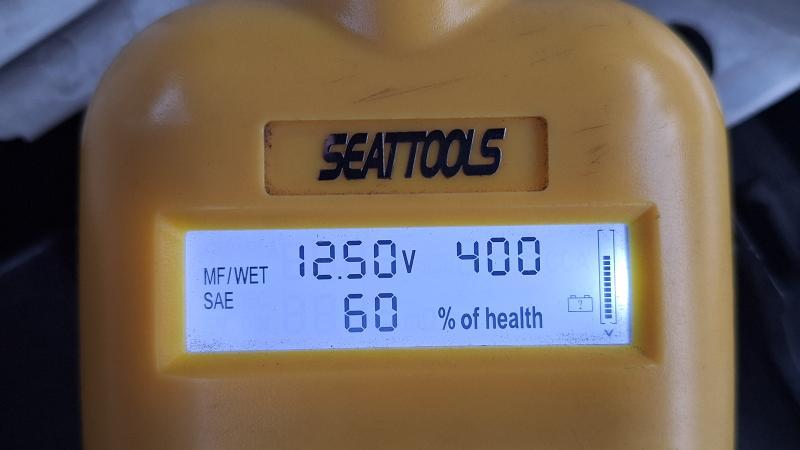 SEATTOOLS
MF/WET 12.50V 400
SAE 60 % of health
?